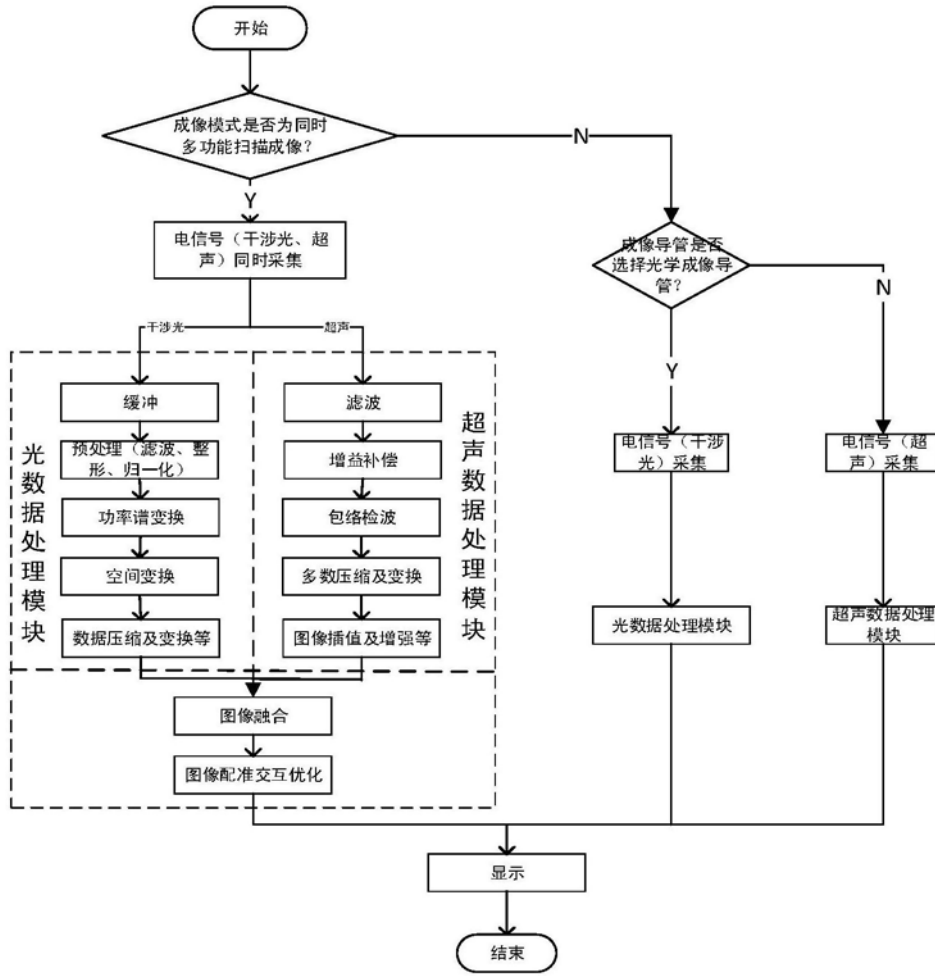 开始
成像模式是否为同时
多功能扫描成像？
N
Y
电信号（干涉光、超
声）同时采集
成像导管是否
选择光学成像导
管？
N
Y
干涉光
超声
光数据处理模块
缓冲
预处理（滤波、整
形、归一化）
功率谱变换
空间变换
数据压缩及变换等
滤波
增益补偿
包络检波
多数压缩及变换
图像插值及增强等
超声数据处理模块
电信号（干涉
光）采集
电信号（超
声）采集
光数据处理模块
超声数据处理
模块
图像融合
图像配准交互优化
显示
结束